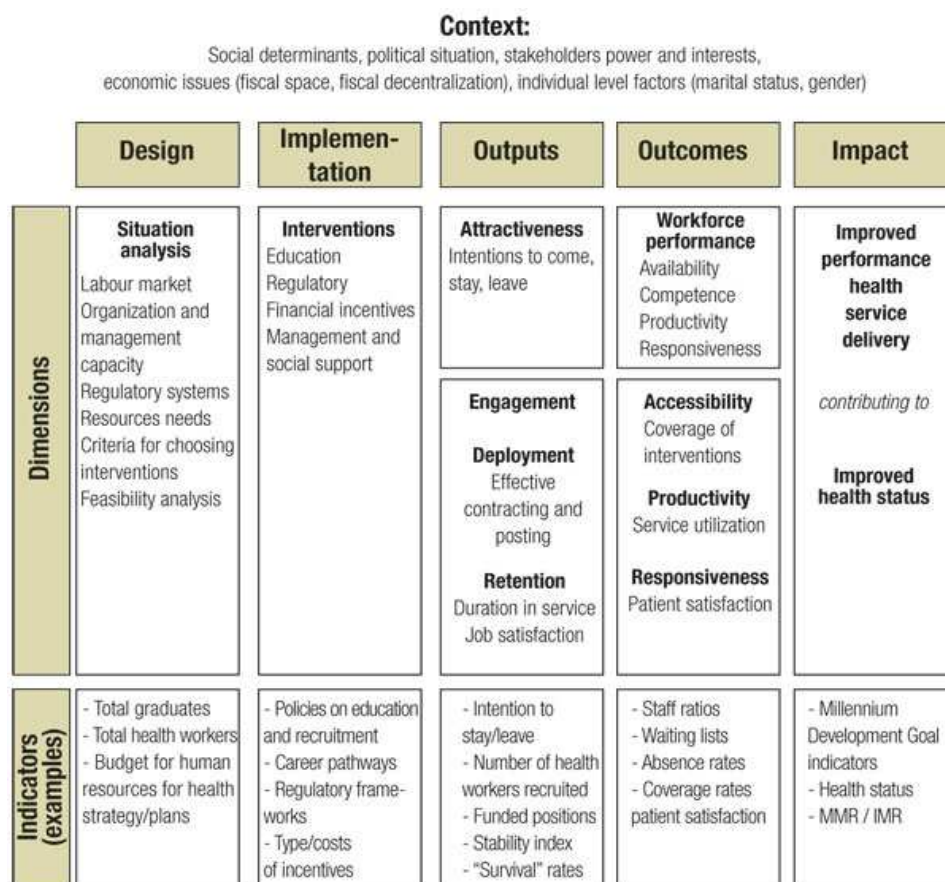 Context:
Social determinants, political situation, stakeholders power and interests,
economic issues (fiscal space, fiscal decentralization), individual level factors (marital status, gender)
Design
Implemen-
tation
Outputs
Outcomes
Impact
Dimensions
Situation
analysis
Labour market
Organization and
management
capacity
Regulatory systems
Resources needs
Criteria for choosing
interventions
Feasibility analysis
Interventions
Education
Regulatory
Financial incentives
Management and
social support
Attractiveness
Intentions to come,
stay, leave
Engagement
Deployment
Effective
contracting and
posting
Retention
Duration in service
Job satisfaction
Workforce
performance
Availability
Competence
Productivity
Responsiveness
Accessibility
Coverage of
interventions
Productivity
Service utilization
Responsiveness
Patient satisfaction
Improved
performance
health
service
delivery
contributing to
Improved
health status
Indicators
(examples)
- Total graduates
- Total health workers
- Budget for human
resources for health
strategy/plans
- Policies on education
and recruitment
- Career pathways
- Regulatory frame-
works
- Type/costs
of incentives
- Intention to
stay/leave
- Number of health
workers recruited
- Funded positions
- Stability index
- "Survival" rates
- Staff ratios
- Waiting lists
- Absence rates
- Coverage rates
patient satisfaction
- Millennium
Development Goal
indicators
- Health status
- MMR / IMR